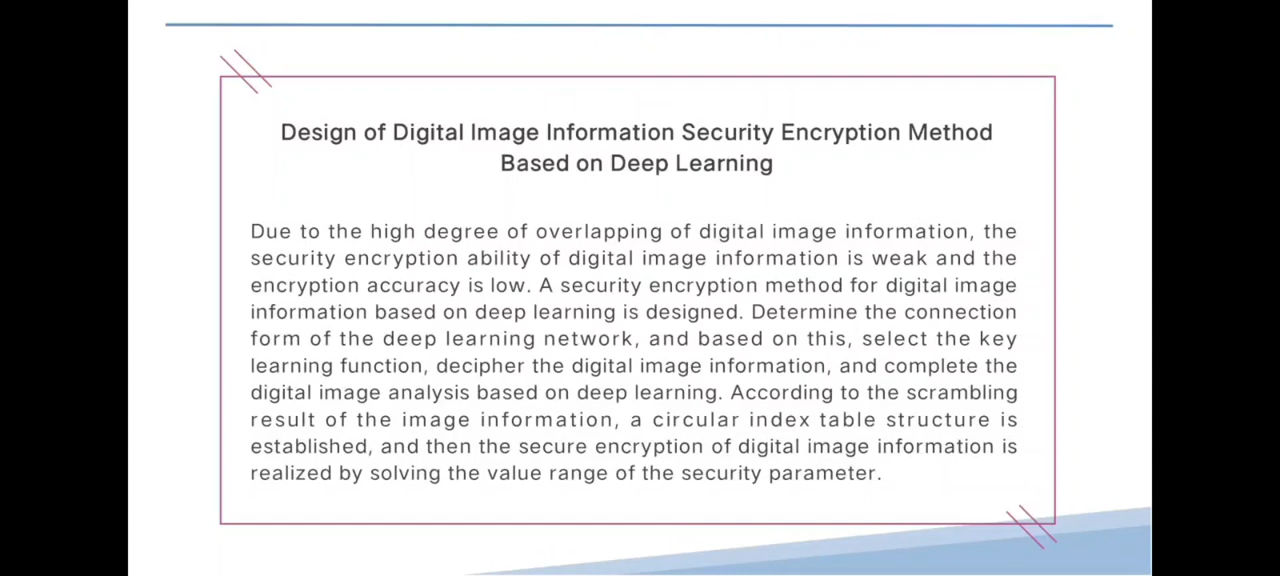 Design of Digital Image Information Security Encryption Method
Based on Deep Learning
Due to the high degree of overlapping of digital image information, the
security encryption ability of digital image information is weak and the
encryption accuracy is low. A security encryption method for digital image
information based on deep learning is designed. Determine the connection
form of the deep learning network, and based on this, select the key
learning function, decipher the digital image information, and complete the
digital image analysis based on deep learning. According to the scrambling
result of the image information, a circular index table structure is
established, and then the secure encryption of digital image information is
realized by solving the value range of the security parameter.